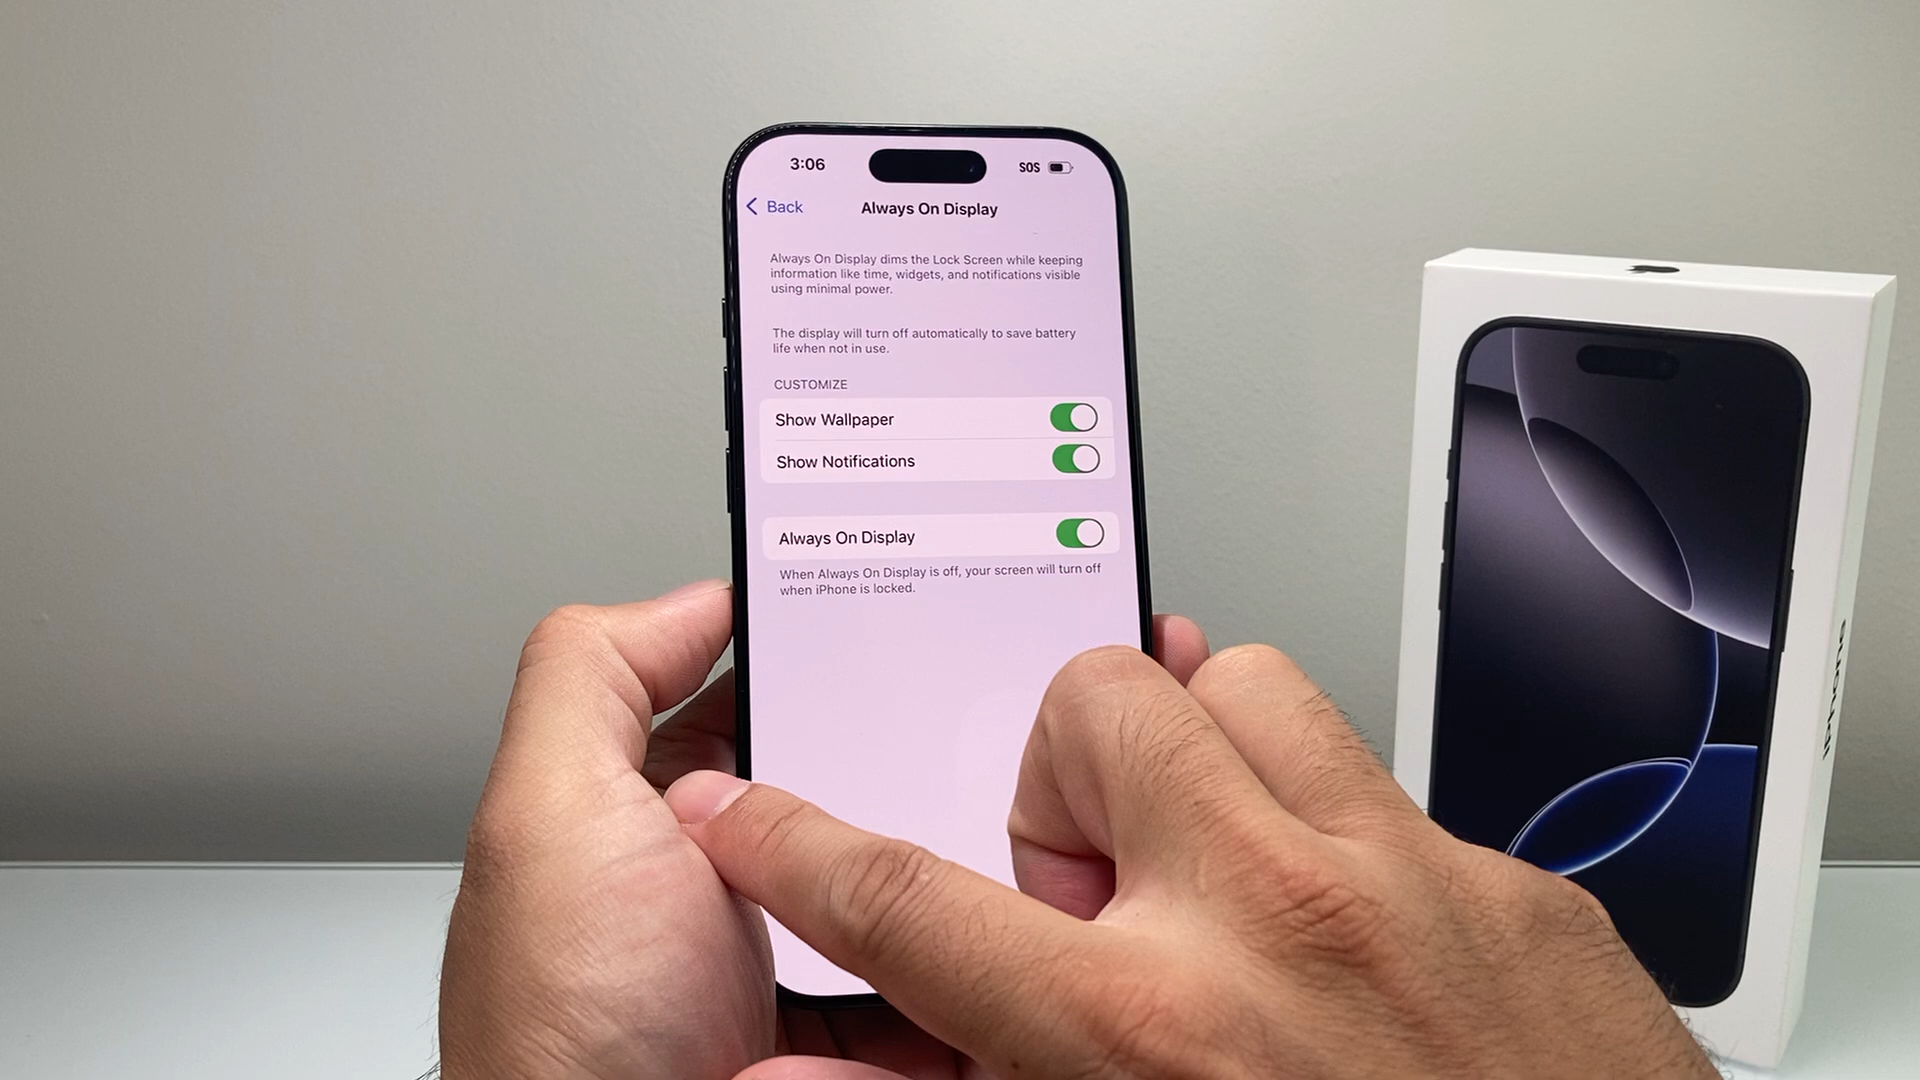 3:06
SOS
Back
Always On Display
Always On Display dims the Lock Screen while keeping
information like time, widgets, and notifications visible
using minimal power.
The display will turn off automatically to save battery
life when not in use.
CUSTOMIZE
Show Wallpaper
Show Notifications
Always On Display
When Always On Display is off, your screen will turn off
when iPhone is locked.
iPhone